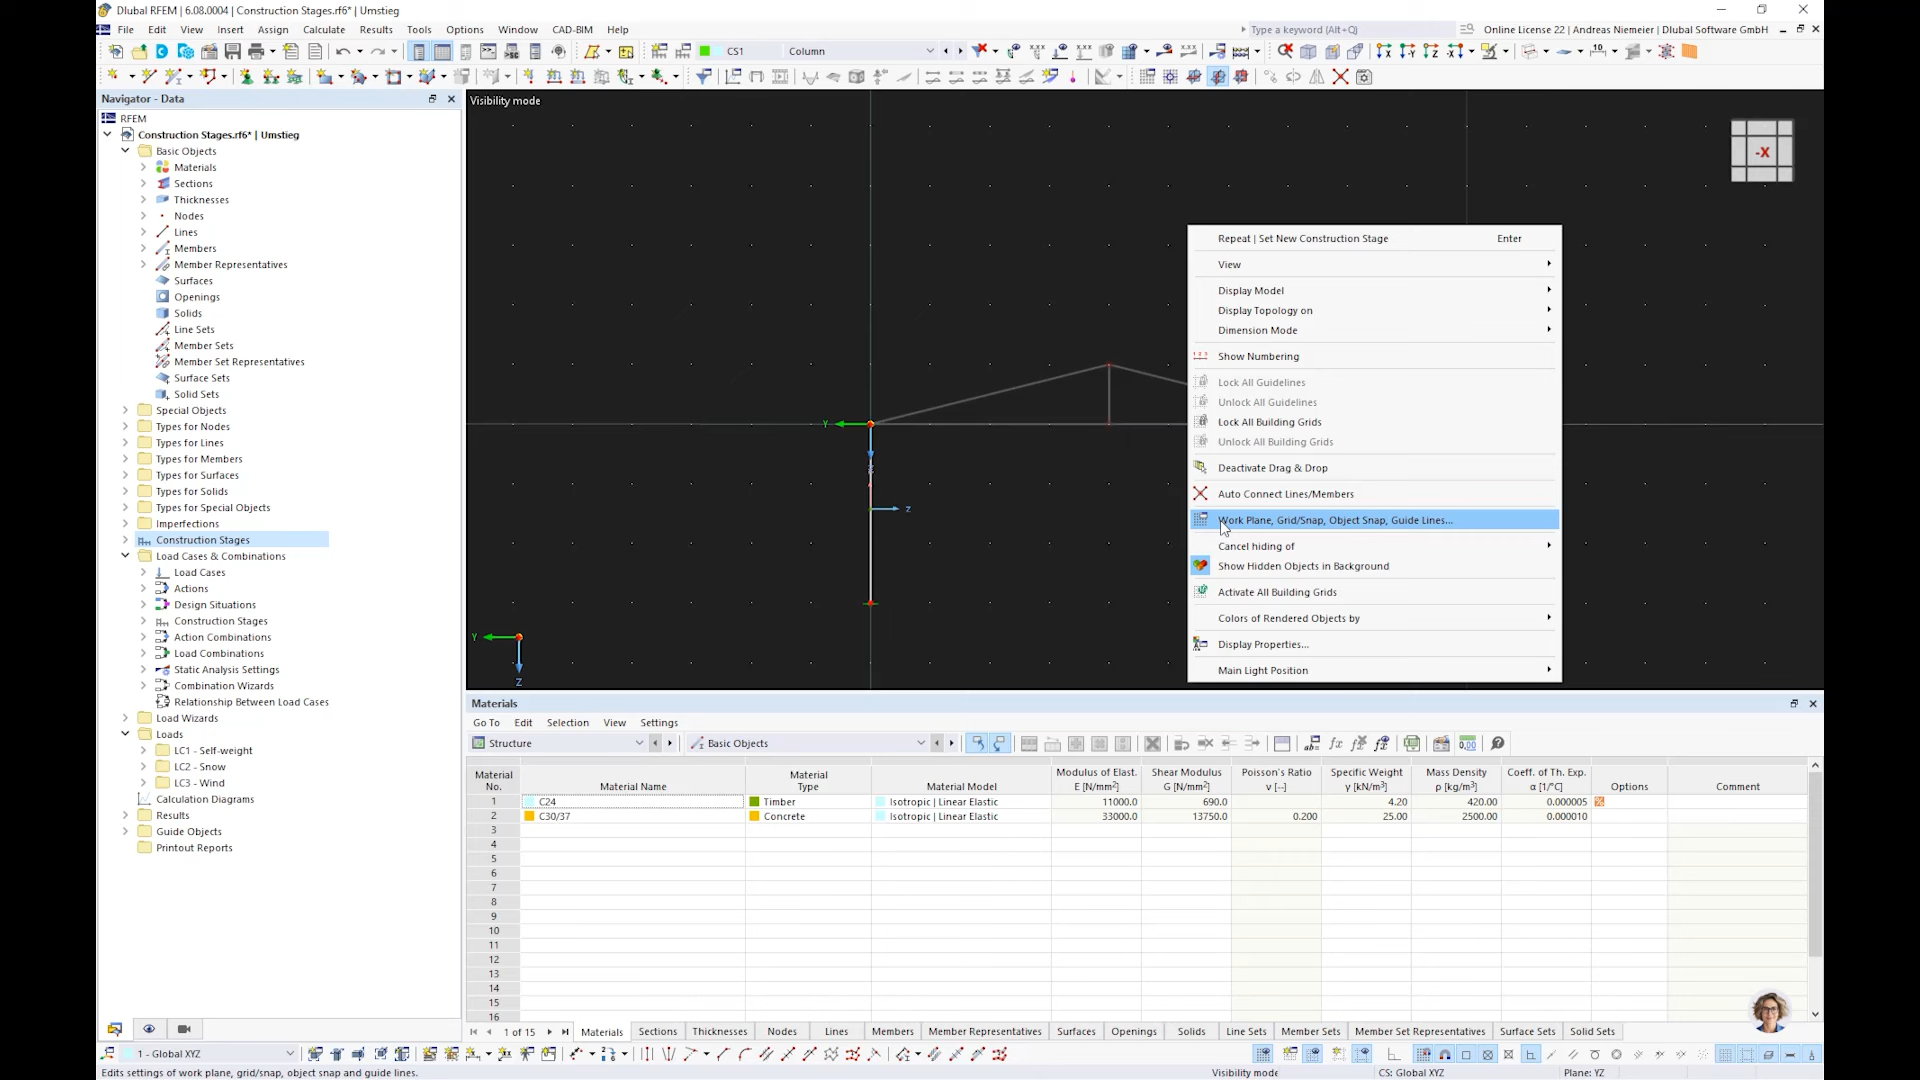 Dlubal RFEM | 6.08.0004 | Construction Stages.rf6* | Umstieg
File Edit View Insert Assign Calculate Results Tools Options Window CAD-BIM Help
Type a keyword (Alt+Q)
Online License 22 | Andreas Niemeier | Dlubal Software GmbH
CS1 Column
Navigator - Data
Visibility mode
RFEM
Construction Stages.rf6* | Umstieg
Basic Objects
Materials
Sections
Thicknesses
Nodes
Lines
Members
Member Representatives
Surfaces
Openings
Solids
Line Sets
Member Sets
Member Set Representatives
Surface Sets
Solid Sets
Special Objects
Types for Nodes
Types for Lines
Types for Members
Types for Surfaces
Types for Solids
Types for Special Objects
Imperfections
Construction Stages
Load Cases & Combinations
Load Cases
Actions
Design Situations
Construction Stages
Action Combinations
Load Combinations
Static Analysis Settings
Combination Wizards
Relationship Between Load Cases
Load Wizards
Loads
LC1 - Self-weight
LC2 - Snow
LC3 - Wind
Calculation Diagrams
Results
Guide Objects
Printout Reports
-X
Y
z
Y
Z
Repeat | Set New Construction Stage Enter
View
Display Model
Display Topology on
Dimension Mode
Show Numbering
Lock All Guidelines
Unlock All Guidelines
Lock All Building Grids
Unlock All Building Grids
Deactivate Drag & Drop
Auto Connect Lines/Members
Work Plane, Grid/Snap, Object Snap, Guide Lines...
Cancel hiding of
Show Hidden Objects in Background
Activate All Building Grids
Colors of Rendered Objects by
Display Properties...
Main Light Position
Materials
Go To Edit Selection View Settings
Structure Basic Objects
Material No. Material Name Material Type Material Model Modulus of Elast. E [N/mm²] Shear Modulus G [N/mm²] Poisson's Ratio ν [--] Specific Weight γ [kN/m³] Mass Density ρ [kg/m³] Coeff. of Th. Exp. α [1/°C] Options Comment
1 C24 Timber Isotropic | Linear Elastic 11000.0 690.0 4.20 420.00 0.000005
2 C30/37 Concrete Isotropic | Linear Elastic 33000.0 13750.0 0.200 25.00 2500.00 0.000010
3
4
5
6
7
8
9
10
11
12
13
14
15
16
1 of 15 Materials Sections Thicknesses Nodes Lines Members Member Representatives Surfaces Openings Solids Line Sets Member Sets Member Set Representatives Surface Sets Solid Sets
1 - Global XYZ
Edits settings of work plane, grid/snap, object snap and guide lines.
Visibility mode CS: Global XYZ Plane: YZ